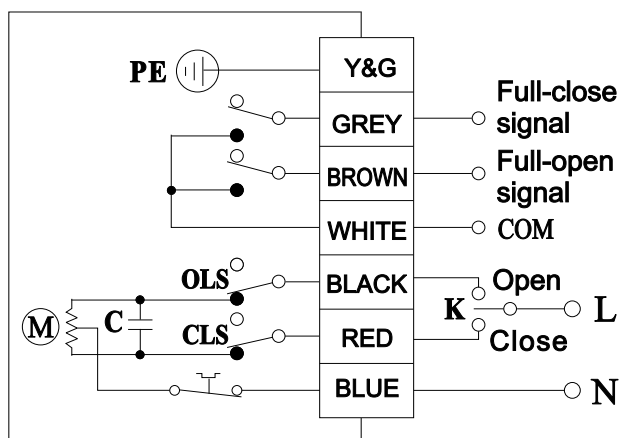 PE
Y&G
GREY
Full-close
signal
BROWN
Full-open
signal
WHITE
COM
OLS
BLACK
Open
M
C
K
L
CLS
RED
Close
BLUE
N